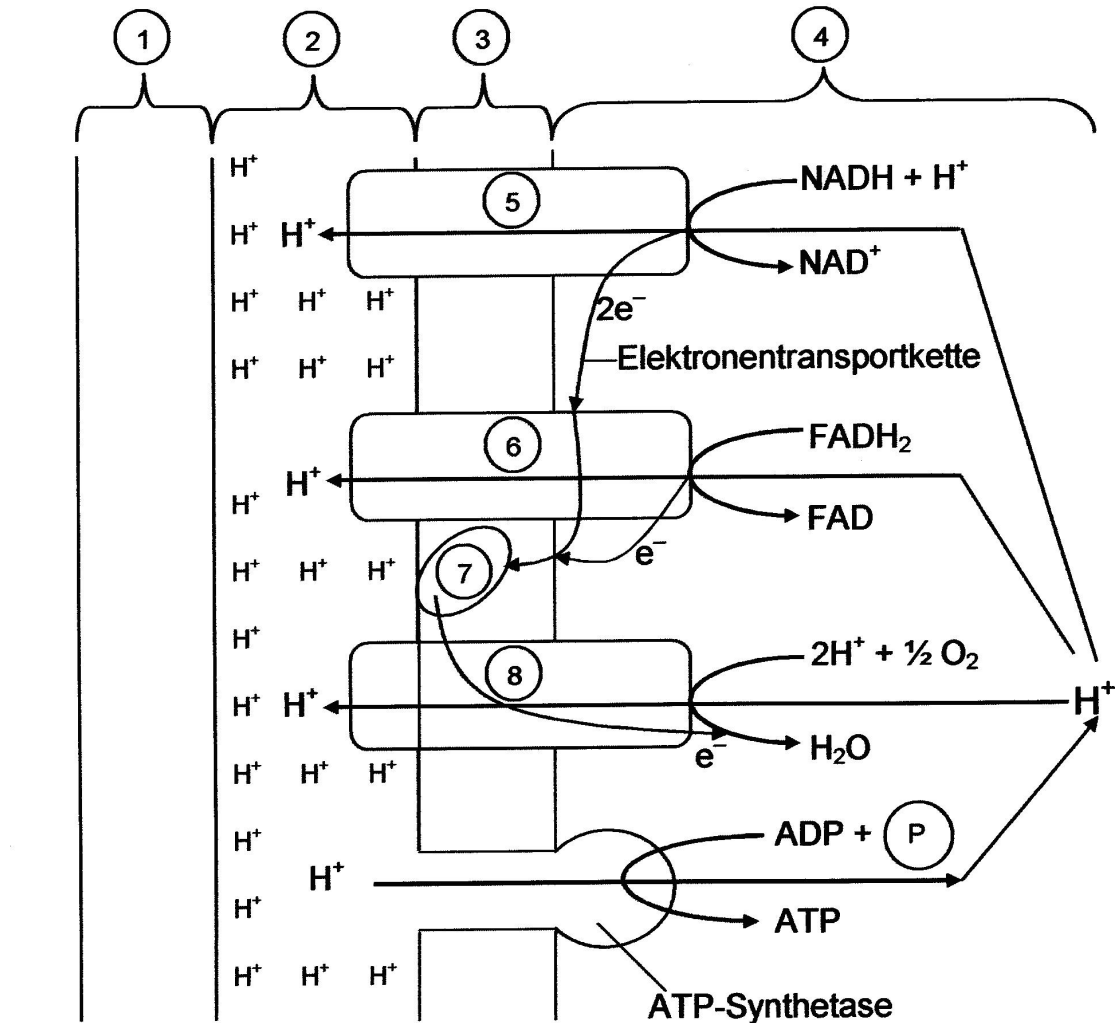 1 2 3 4
H⁺
5
NADH + H⁺
H⁺ H⁺
NAD⁺
H⁺ H⁺ H⁺
2e⁻
H⁺ H⁺ H⁺
Elektronentransportkette
6
FADH₂
H⁺
H⁺
FAD
e⁻
H⁺ H⁺ H⁺
7
H⁺
2H⁺ + ½ O₂
8
H⁺ H⁺
H⁺
e⁻
H₂O
H⁺ H⁺ H⁺
H⁺
ADP + P
H⁺
H⁺
ATP
H⁺ H⁺ H⁺
ATP-Synthetase